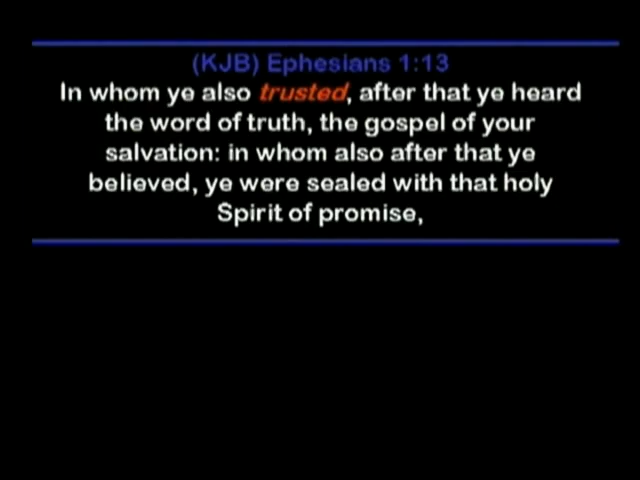 (KJB) Ephesians 1:13
In whom ye also trusted, after that ye heard
the word of truth, the gospel of your
salvation: in whom also after that ye
believed, ye were sealed with that holy
Spirit of promise,